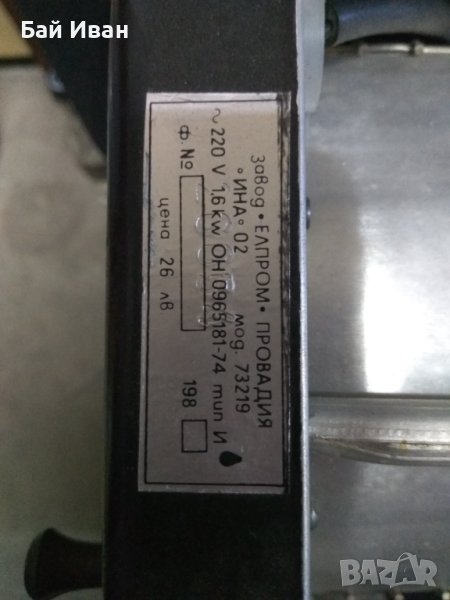 Бай Иван
завод • ЕЛПРОМ • ПРОВАДИЯ
°ИНА° 02 мод. 73219
~ 220 V 1,6 kw ОН 0965181-74 тип И
ф. №
198
цена 26 лв
BAZAR